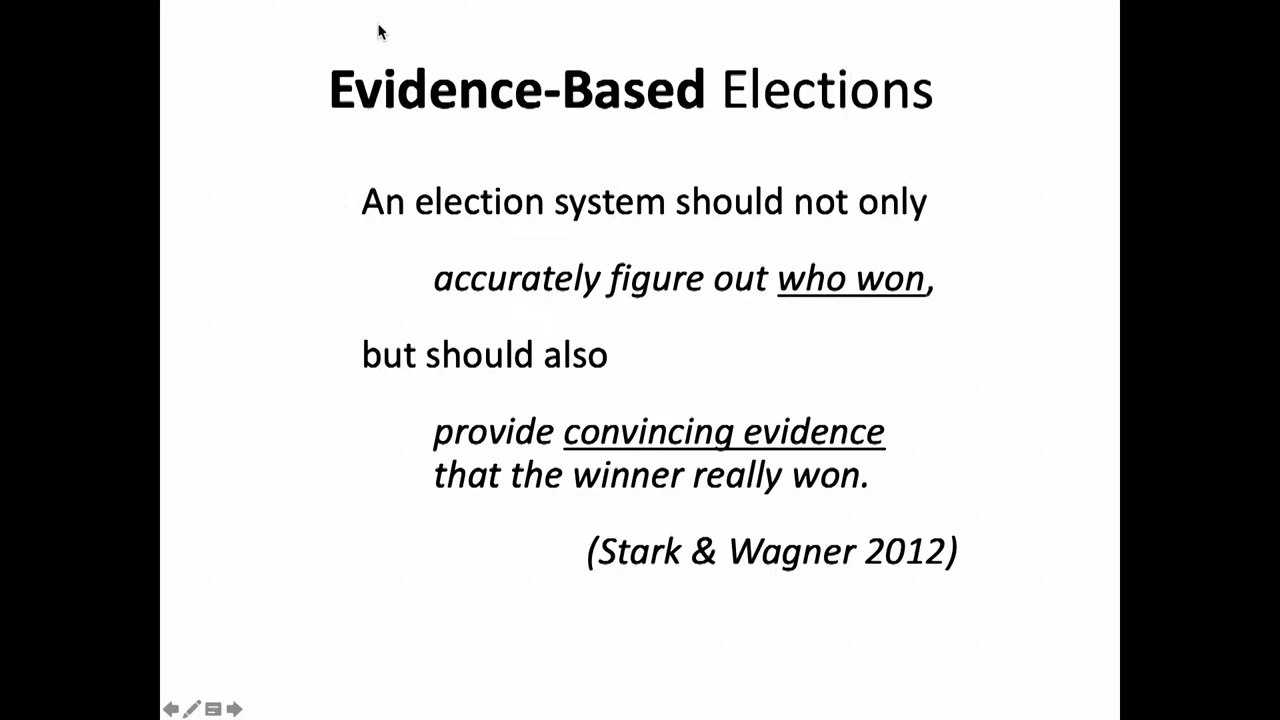 Evidence-Based Elections
An election system should not only
accurately figure out who won,
but should also
provide convincing evidence
that the winner really won.
(Stark & Wagner 2012)